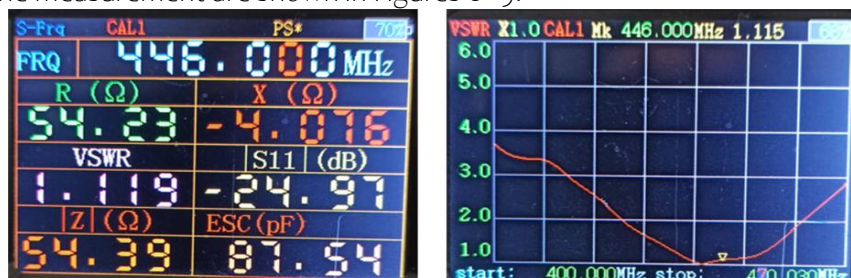 S-Frq CAL1 PS* 70%
FRQ 446.000 MHz
R (Ω) X (Ω)
54.23 -4.076
VSWR S11 (dB)
1.119 -24.97
|Z| (Ω) ESC(pF)
54.39 87.54
VSWR X1.0 CAL1 Mk 446.000MHz 1.115
6.0
5.0
4.0
3.0
2.0
1.0
start: 400.000MHz stop: 470.030MHz